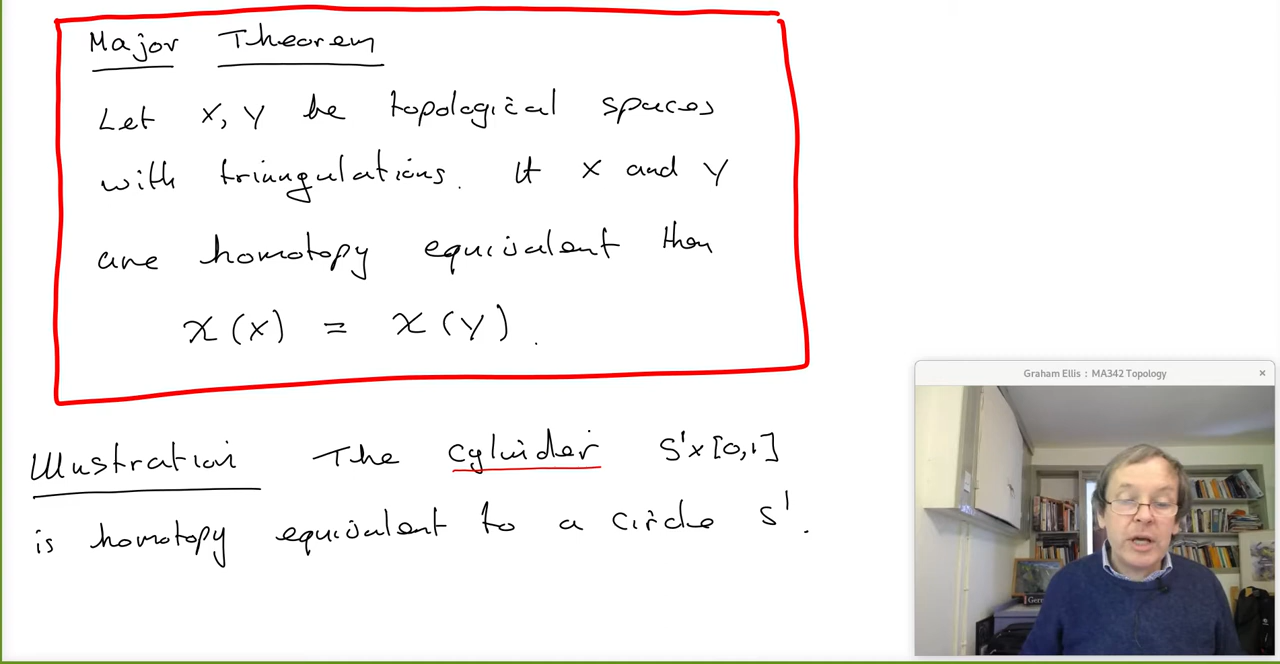 Major Theorem
Let X, Y be topological spaces
with triangulations. If X and Y
are homotopy equivalent then
χ(X) = χ(Y).
Illustration The cylinder S¹×[0,1]
is homotopy equivalent to a circle S¹.
Graham Ellis : MA342 Topology ×